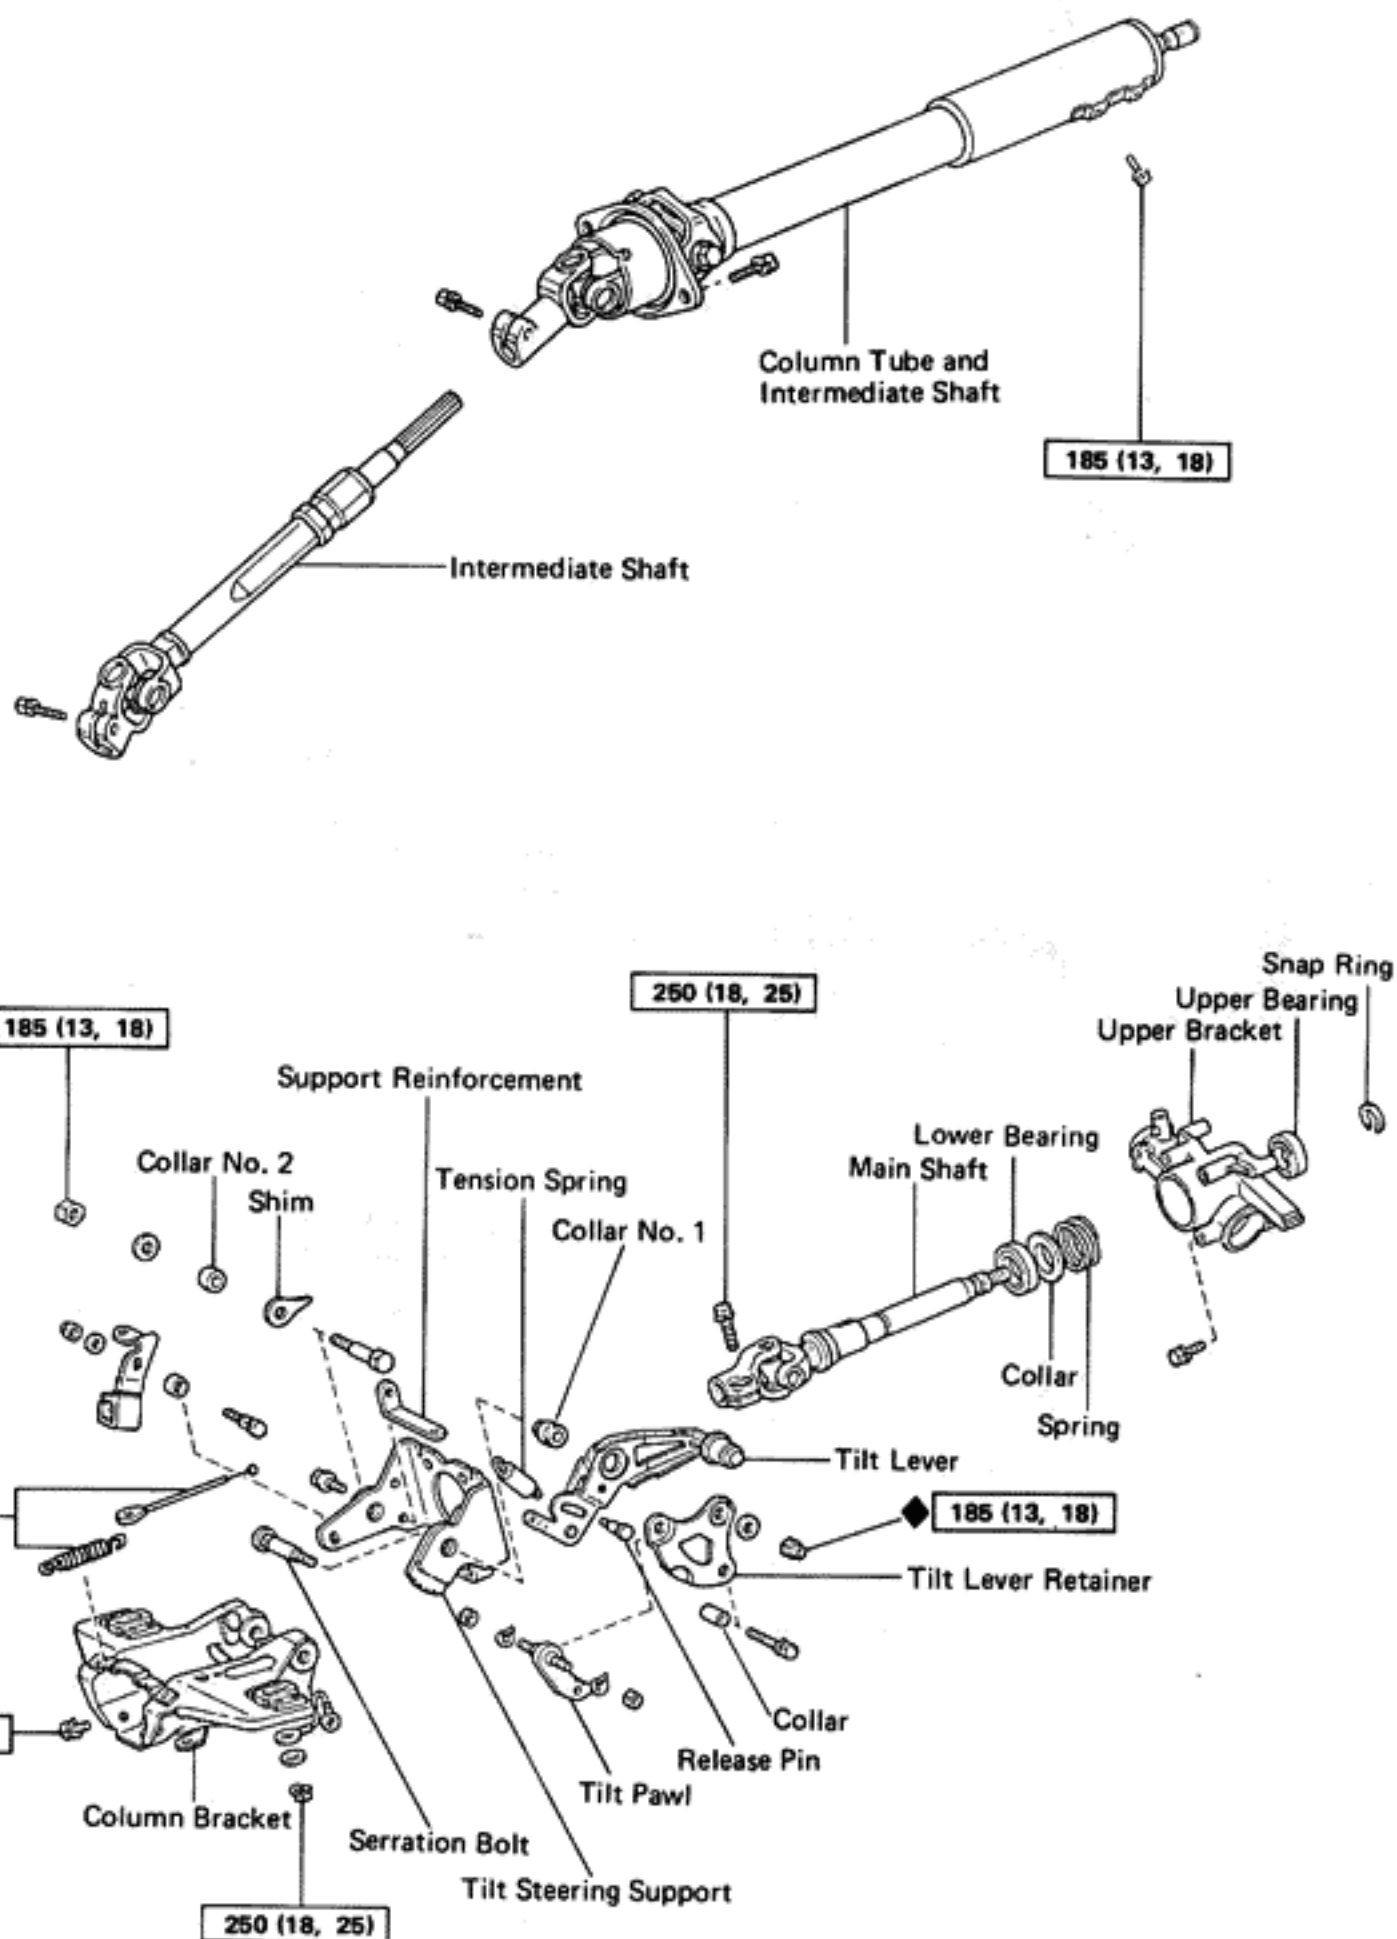 Column Tube and
Intermediate Shaft
185 (13, 18)
Intermediate Shaft
250 (18, 25)
Snap Ring
Upper Bearing
Upper Bracket
185 (13, 18)
Support Reinforcement
Lower Bearing
Main Shaft
Collar No. 2
Tension Spring
Shim
Collar No. 1
Collar
Spring
Tilt Lever
◆ 185 (13, 18)
Tilt Lever Retainer
Collar
Release Pin
Tilt Pawl
Column Bracket
Serration Bolt
Tilt Steering Support
250 (18, 25)